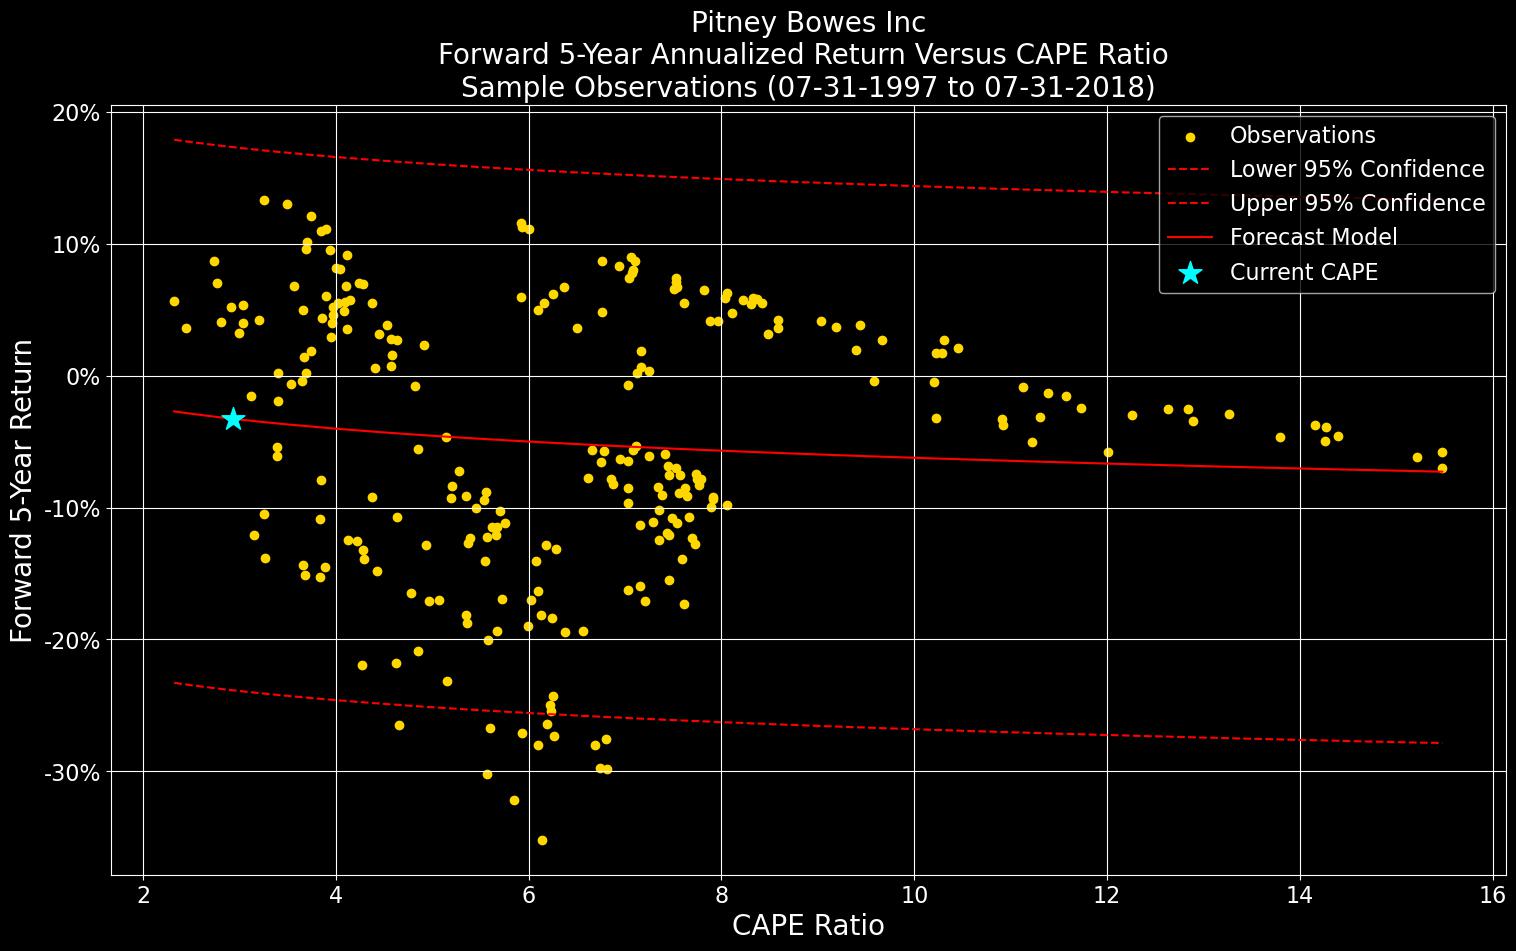 Pitney Bowes Inc
Forward 5-Year Annualized Return Versus CAPE Ratio
Sample Observations (07-31-1997 to 07-31-2018)
Observations
Lower 95% Confidence
Upper 95% Confidence
Forecast Model
Current CAPE
Forward 5-Year Return
20%
10%
0%
-10%
-20%
-30%
2 4 6 8 10 12 14 16
CAPE Ratio